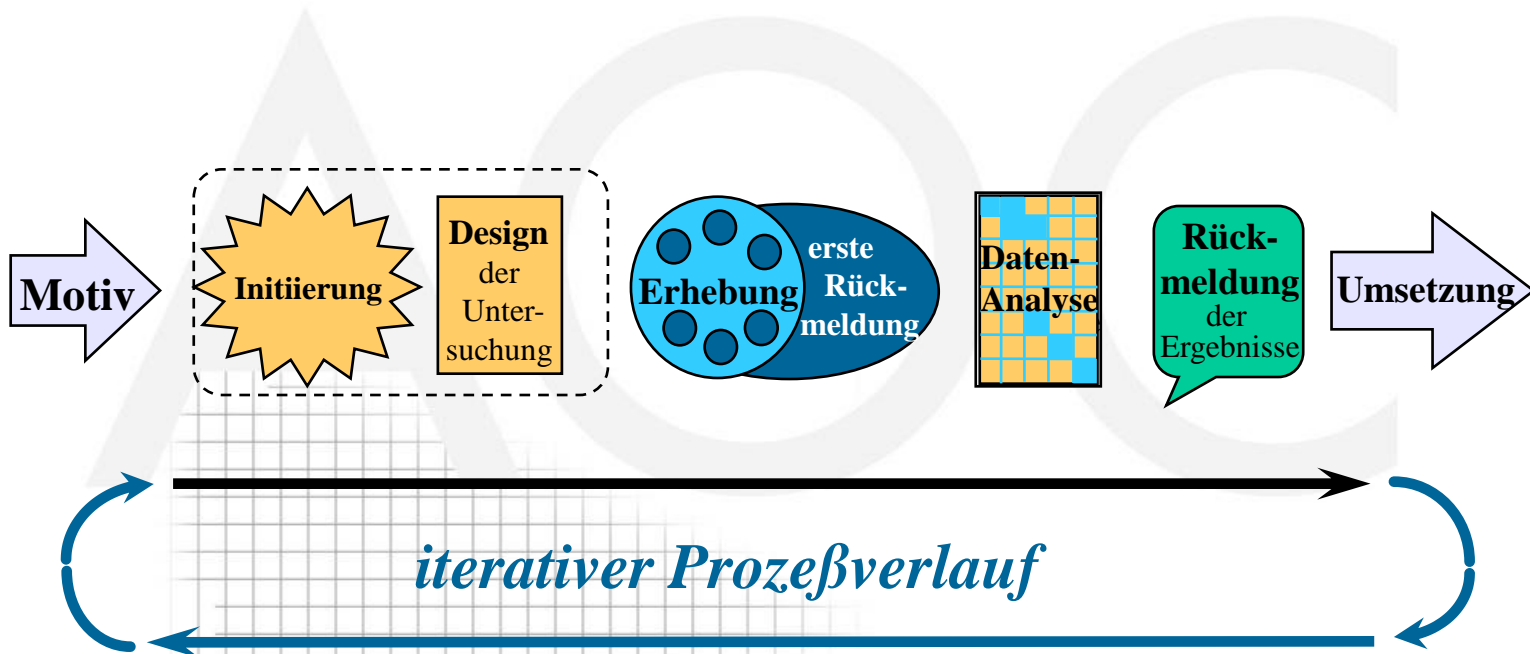 AOC
Motiv
Initiierung
Design
der
Unter-
suchung
Erhebung
erste
Rück-
meldung
Daten-
Analyse
Rück-
meldung
der
Ergebnisse
Umsetzung
iterativer Prozeßverlauf